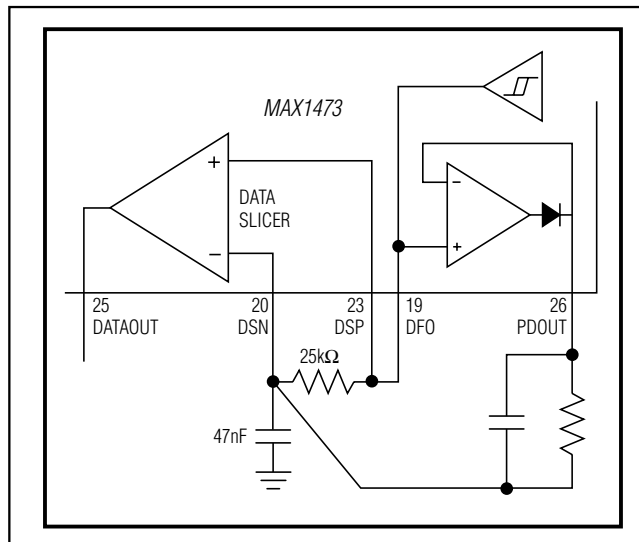 MAX1473
+
−
DATA
SLICER
−
+
25
DATAOUT
20
DSN
23
DSP
19
DFO
26
PDOUT
25kΩ
47nF